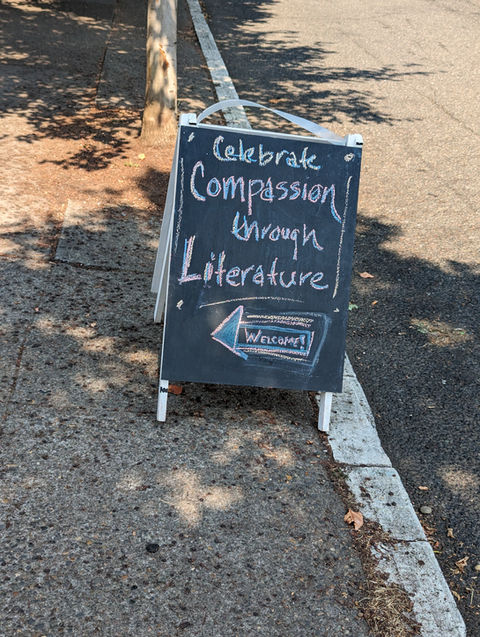 Celebrate
Compassion
through
Literature
WELCOME!